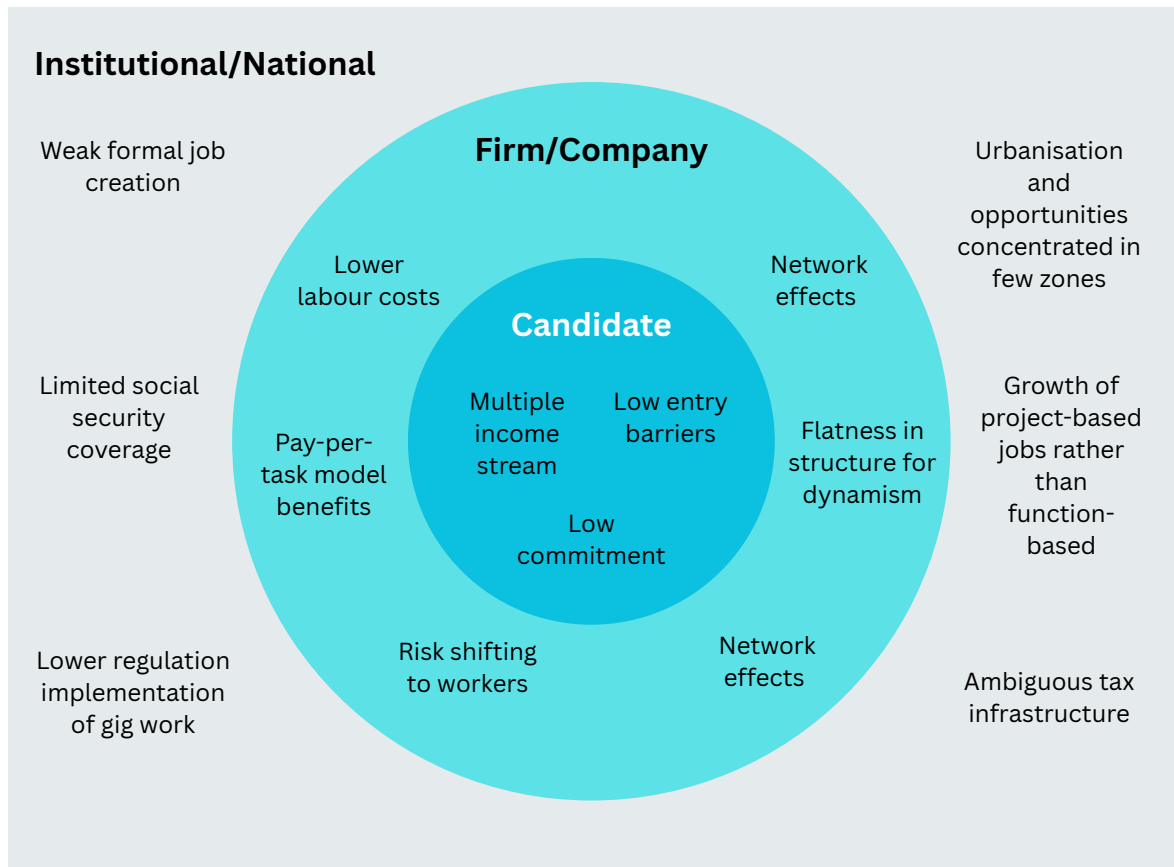 Institutional/National
Weak formal job
creation
Limited social
security
coverage
Lower regulation
implementation
of gig work
Firm/Company
Lower
labour costs
Pay-per-
task model
benefits
Risk shifting
to workers
Candidate
Multiple
income
stream
Low entry
barriers
Low
commitment
Network
effects
Flatness in
structure for
dynamism
Network
effects
Urbanisation
and
opportunities
concentrated in
few zones
Growth of
project-based
jobs rather
than
function-
based
Ambiguous tax
infrastructure